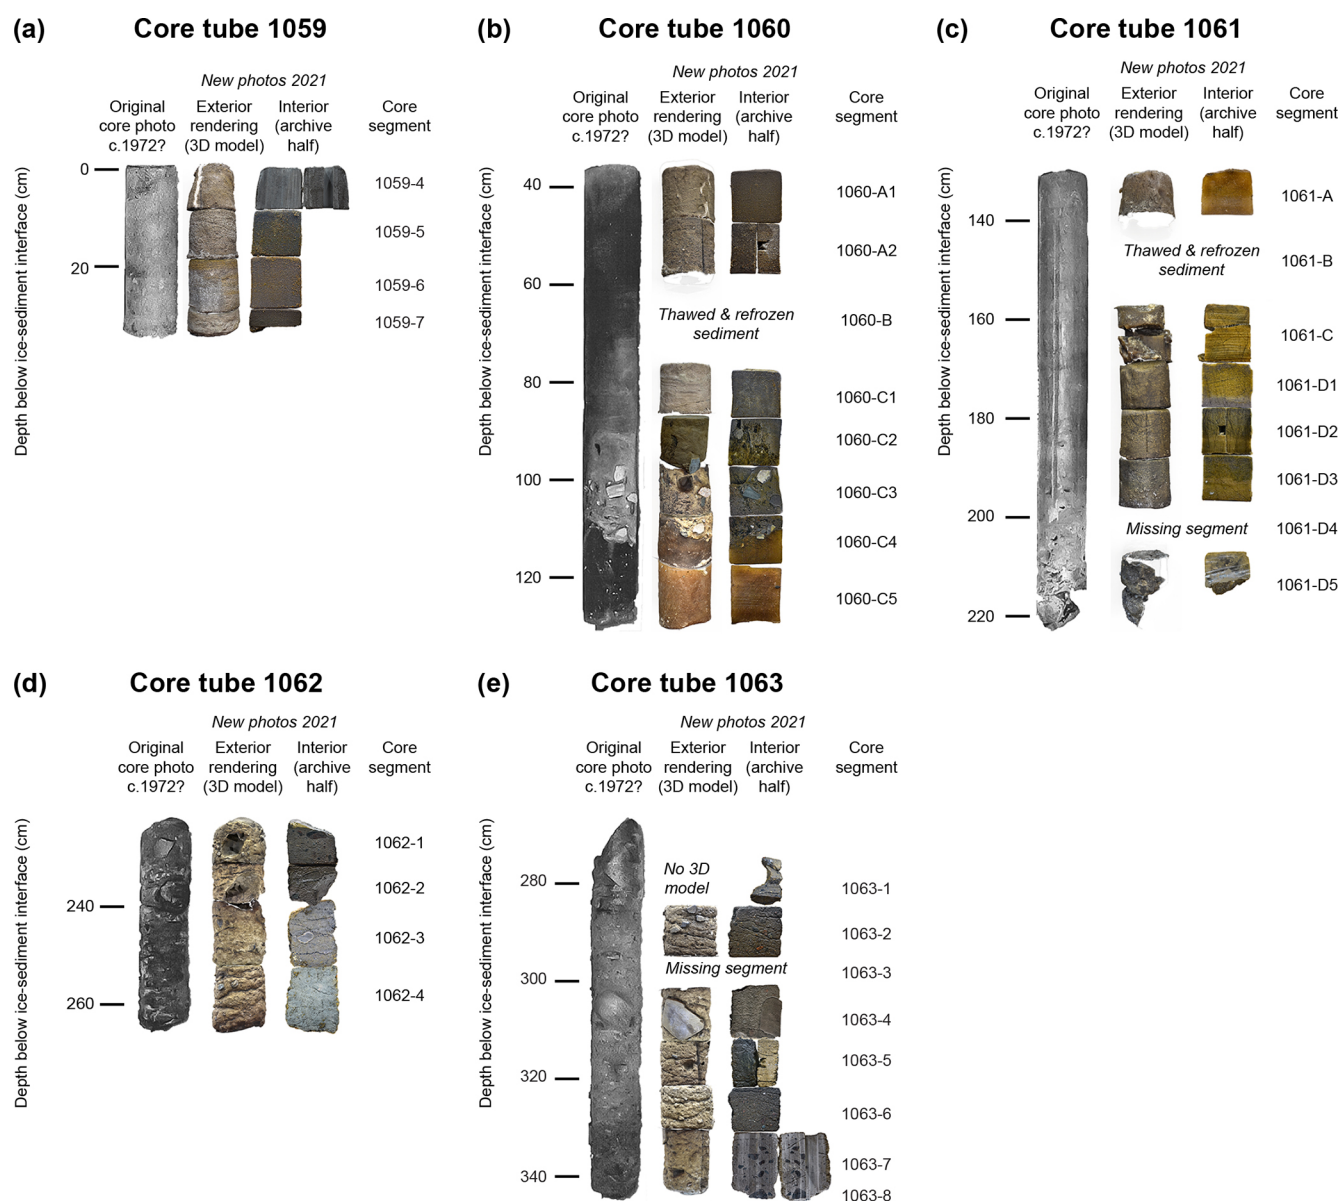 (a) Core tube 1059
New photos 2021
Original
core photo
c.1972?
Exterior
rendering
(3D model)
Interior
(archive
half)
Core
segment
Depth below ice-sediment interface (cm)
0
20
1059-4
1059-5
1059-6
1059-7
(b) Core tube 1060
New photos 2021
Original
core photo
c.1972?
Exterior
rendering
(3D model)
Interior
(archive
half)
Core
segment
Depth below ice-sediment interface (cm)
40
60
80
100
120
Thawed & refrozen
sediment
1060-A1
1060-A2
1060-B
1060-C1
1060-C2
1060-C3
1060-C4
1060-C5
(c) Core tube 1061
New photos 2021
Original
core photo
c.1972?
Exterior
rendering
(3D model)
Interior
(archive
half)
Core
segment
Depth below ice-sediment interface (cm)
140
160
180
200
220
Thawed & refrozen
sediment
Missing segment
1061-A
1061-B
1061-C
1061-D1
1061-D2
1061-D3
1061-D4
1061-D5
(d) Core tube 1062
New photos 2021
Original
core photo
c.1972?
Exterior
rendering
(3D model)
Interior
(archive
half)
Core
segment
Depth below ice-sediment interface (cm)
240
260
1062-1
1062-2
1062-3
1062-4
(e) Core tube 1063
New photos 2021
Original
core photo
c.1972?
Exterior
rendering
(3D model)
Interior
(archive
half)
Core
segment
Depth below ice-sediment interface (cm)
280
300
320
340
No 3D
model
Missing segment
1063-1
1063-2
1063-3
1063-4
1063-5
1063-6
1063-7
1063-8